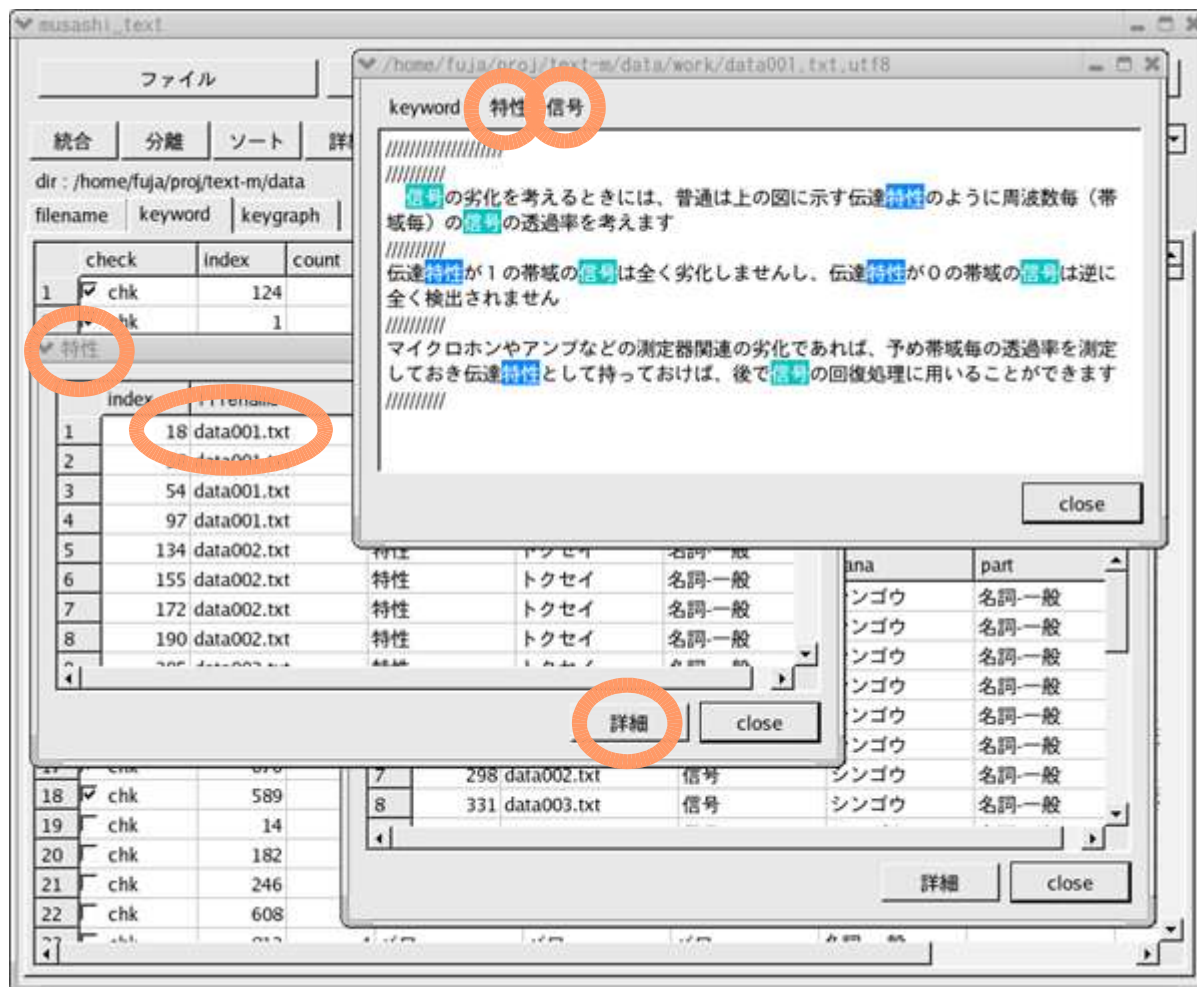 musashi_text
ファイル
統合 分離 ソート
dir : /home/fuja/proj/text-m/data
filename keyword keygraph
check index count
1 chk 124
chk 1
/home/fuja/proj/text-m/data/work/data001.txt.utf8
keyword 特性 信号
/////////////////////
//////////
信号の劣化を考えるときには、普通は上の図に示す伝達特性のように周波数毎（帯
域毎）の信号の透過率を考えます
//////////
伝達特性が１の帯域の信号は全く劣化しませんし、伝達特性が０の帯域の信号は逆に
全く検出されません
//////////
マイクロホンやアンプなどの測定器関連の劣化であれば、予め帯域毎の透過率を測定
しておき伝達特性として持っておけば、後で信号の回復処理に用いることができます
//////////
close
特性
index
1 18 data001.txt
2 data001.txt
3 54 data001.txt
4 97 data001.txt
5 134 data002.txt 特性 トクセイ 名詞-一般
6 155 data002.txt 特性 トクセイ 名詞-一般
7 172 data002.txt 特性 トクセイ 名詞-一般
8 190 data002.txt 特性 トクセイ 名詞-一般
詳細 close
part
シンゴウ 名詞-一般
シンゴウ 名詞-一般
シンゴウ 名詞-一般
シンゴウ 名詞-一般
シンゴウ 名詞-一般
シンゴウ 名詞-一般
7 298 data002.txt 信号 シンゴウ 名詞-一般
8 331 data003.txt 信号 シンゴウ 名詞-一般
詳細 close
18 chk 589
19 chk 14
20 chk 182
21 chk 246
22 chk 608